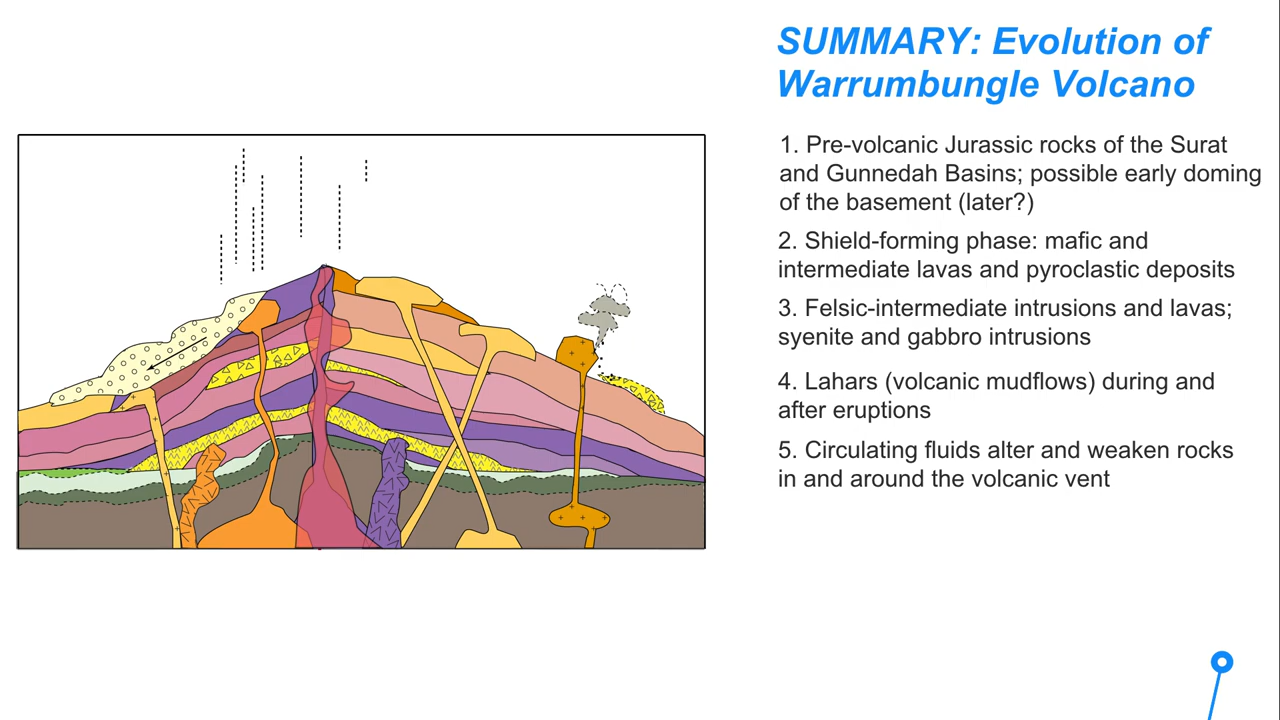 SUMMARY: Evolution of
Warrumbungle Volcano
1. Pre-volcanic Jurassic rocks of the Surat
and Gunnedah Basins; possible early doming
of the basement (later?)
2. Shield-forming phase: mafic and
intermediate lavas and pyroclastic deposits
3. Felsic-intermediate intrusions and lavas;
syenite and gabbro intrusions
4. Lahars (volcanic mudflows) during and
after eruptions
5. Circulating fluids alter and weaken rocks
in and around the volcanic vent